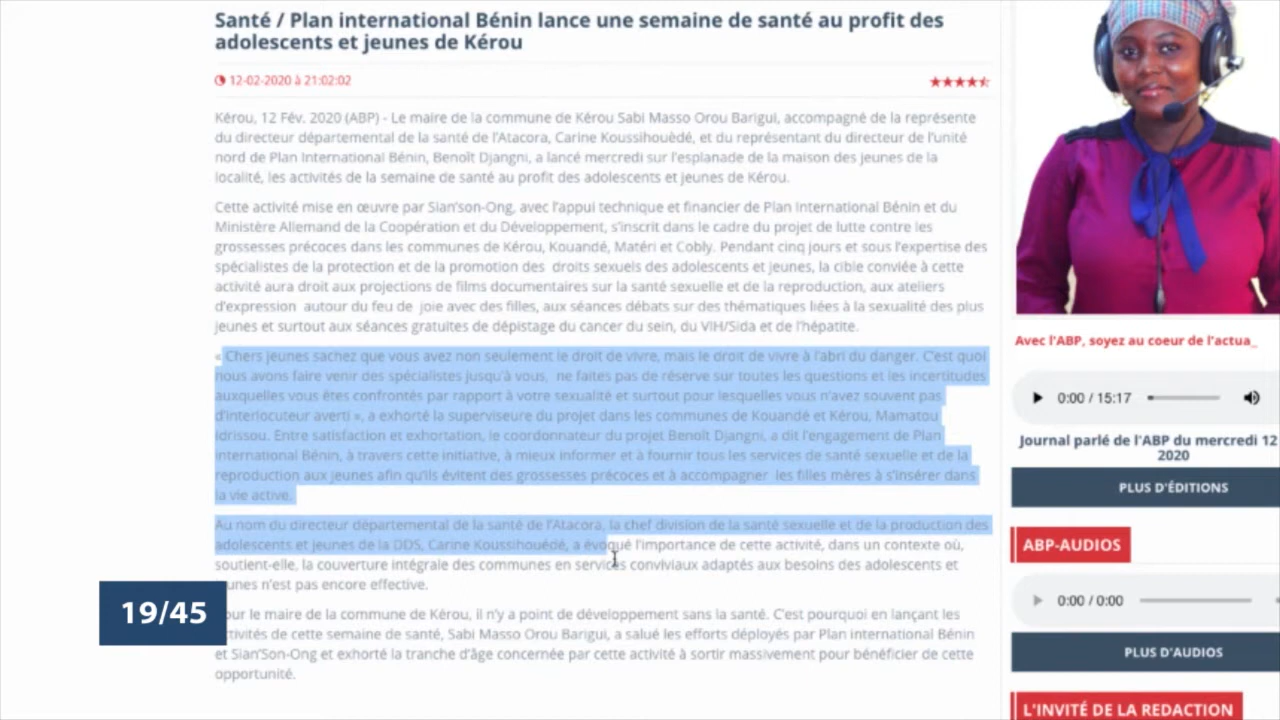 Santé / Plan international Bénin lance une semaine de santé au profit des
adolescents et jeunes de Kérou
12-02-2020 à 21:02:02
Kérou, 12 Fév. 2020 (ABP) - Le maire de la commune de Kérou Sabi Masso Orou Barigui, accompagné de la représente
du directeur départemental de la santé de l'Atacora, Carine Koussihouèdé, et du représentant du directeur de l'unité
nord de Plan International Bénin, Benoît Djangni, a lancé mercredi sur l'esplanade de la maison des jeunes de la
localité, les activités de la semaine de santé au profit des adolescents et jeunes de Kérou.
Cette activité mise en œuvre par Sian'son-Ong, avec l'appui technique et financier de Plan International Bénin et du
Ministère Allemand de la Coopération et du Développement, s'inscrit dans le cadre du projet de lutte contre les
grossesses précoces dans les communes de Kérou, Kouandé, Matéri et Cobly. Pendant cinq jours et sous l'expertise des
spécialistes de la protection et de la promotion des droits sexuels des adolescents et jeunes, la cible conviée à cette
activité aura droit aux projections de films documentaires sur la santé sexuelle et de la reproduction, aux ateliers
d'expression autour du feu de joie avec des filles, aux séances débats sur des thématiques liées à la sexualité des plus
jeunes et surtout aux séances gratuites de dépistage du cancer du sein, du VIH/Sida et de l'hépatite.
« Chers jeunes sachez que vous avez non seulement le droit de vivre, mais le droit de vivre à l'abri du danger. C'est quoi
nous avons faire venir des spécialistes jusqu'à vous, ne faites pas de réserve sur toutes les questions et les incertitudes
auxquelles vous êtes confrontés par rapport à votre sexualité et surtout pour lesquelles vous n'avez souvent pas
d'interlocuteur averti », a exhorté la superviseure du projet dans les communes de Kouandé et Kérou, Mamatou
Idrissou. Entre satisfaction et exhortation, le coordonnateur du projet Benoît Djangni, a dit l'engagement de Plan
International Bénin, à travers cette initiative, à mieux informer et à fournir tous les services de santé sexuelle et de la
reproduction aux jeunes afin qu'ils évitent des grossesses précoces et à accompagner les filles mères à s'insérer dans
la vie active.
Au nom du directeur départemental de la santé de l'Atacora, la chef division de la santé sexuelle et de la production des
adolescents et jeunes de la DDS, Carine Koussihouédé, a évoqué l'importance de cette activité, dans un contexte où,
soutient-elle, la couverture intégrale des communes en services conviviaux adaptés aux besoins des adolescents et
unes n'est pas encore effective.
our le maire de la commune de Kérou, il n'y a point de développement sans la santé. C'est pourquoi en lançant les
ctivités de cette semaine de santé, Sabi Masso Orou Barigui, a salué les efforts déployés par Plan international Bénin
et Sian'Son-Ong et exhorté la tranche d'âge concernée par cette activité à sortir massivement pour bénéficier de cette
opportunité.
19/45
Avec l'ABP, soyez au coeur de l'actua_
0:00 / 15:17
Journal parlé de l'ABP du mercredi 12
2020
PLUS D'ÉDITIONS
ABP-AUDIOS
0:00 / 0:00
PLUS D'AUDIOS
L'INVITÉ DE LA REDACTION